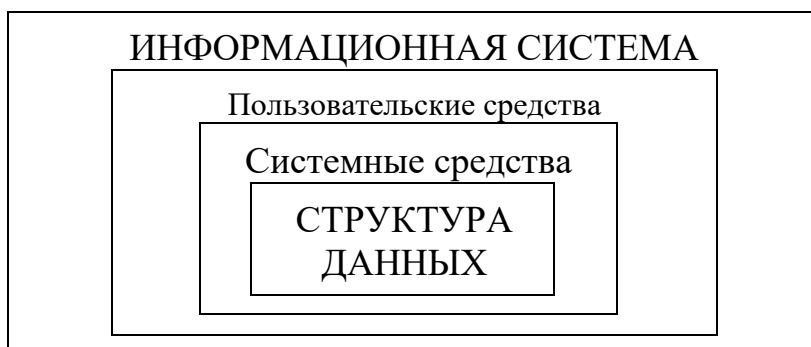 ИНФОРМАЦИОННАЯ СИСТЕМА
Пользовательские средства
Системные средства
СТРУКТУРА
ДАННЫХ